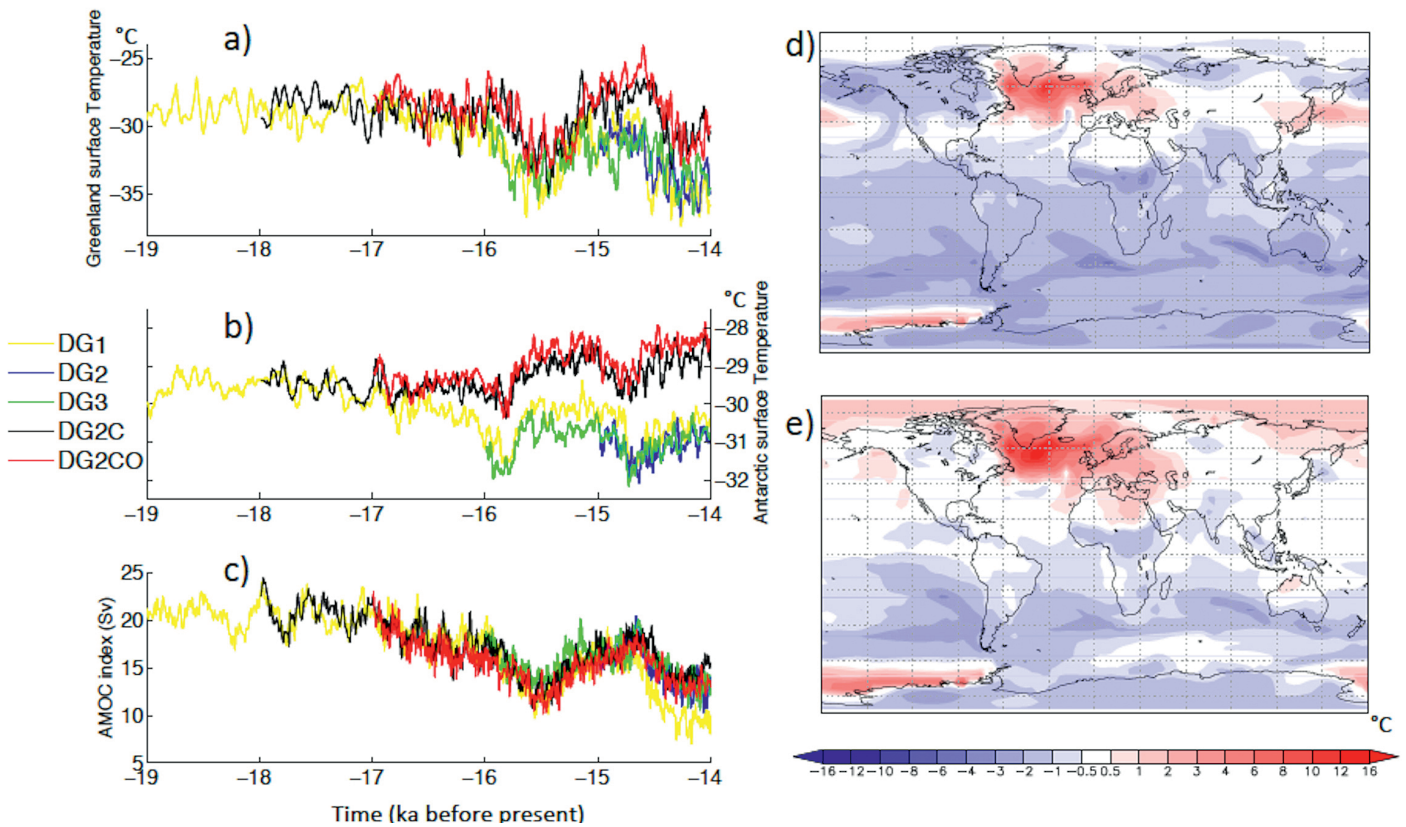 a)
°C
Greenland surface Temperature
−25
−30
−35
−19 −18 −17 −16 −15 −14
b)
°C
Antarctic surface Temperature
−28
−29
−30
−31
−32
−19 −18 −17 −16 −15 −14
DG1
DG2
DG3
DG2C
DG2CO
c)
AMOC index (Sv)
25
20
15
10
5
−19 −18 −17 −16 −15 −14
Time (ka before present)
d)
e)
°C
−16 −12 −10 −8 −6 −4 −3 −2 −1 −0.5 0.5 1 2 3 4 6 8 10 12 16